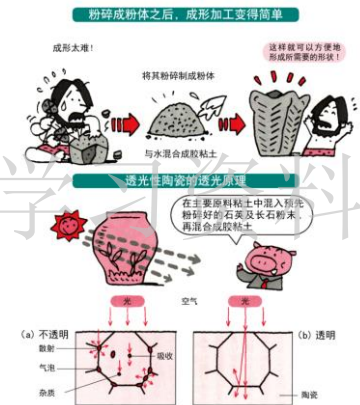 粉碎成粉体之后，成形加工变得简单
成形太难！
将其粉碎制成粉体
与水混合成胶粘土
这样就可以方便地
形成所需要的形状！
学习资料
透光性陶瓷的透光原理
在主要原料粘土中混入预先
粉碎好的石英及长石粉末，
再混合成胶粘土
光
空气
光
(a) 不透明
(b) 透明
散射
吸收
气泡
杂质
陶瓷